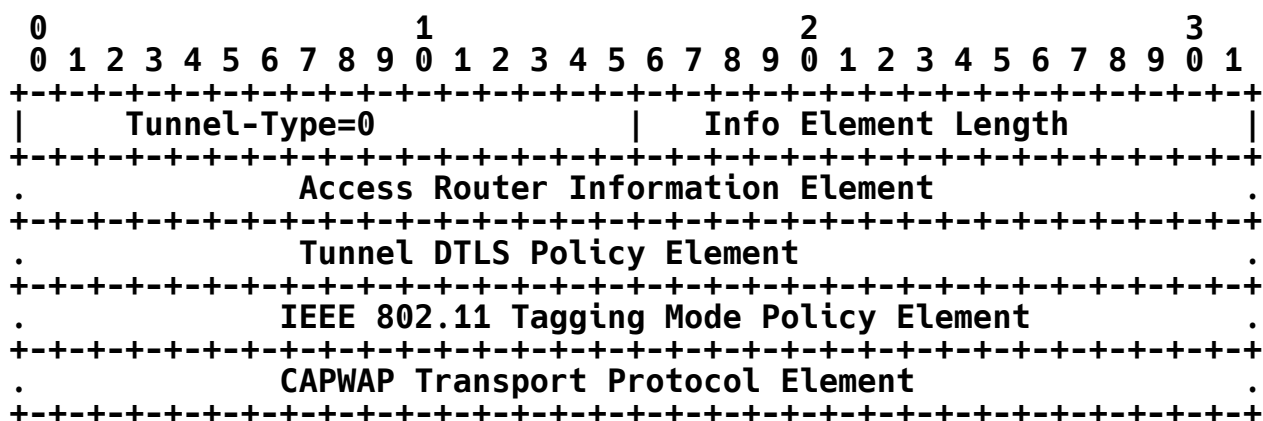 0                   1                   2                   3
 0 1 2 3 4 5 6 7 8 9 0 1 2 3 4 5 6 7 8 9 0 1 2 3 4 5 6 7 8 9 0 1
+-+-+-+-+-+-+-+-+-+-+-+-+-+-+-+-+-+-+-+-+-+-+-+-+-+-+-+-+-+-+-+-+
|     Tunnel-Type=0             |   Info Element Length         |
+-+-+-+-+-+-+-+-+-+-+-+-+-+-+-+-+-+-+-+-+-+-+-+-+-+-+-+-+-+-+-+-+
.              Access Router Information Element                .
+-+-+-+-+-+-+-+-+-+-+-+-+-+-+-+-+-+-+-+-+-+-+-+-+-+-+-+-+-+-+-+-+
.              Tunnel DTLS Policy Element                       .
+-+-+-+-+-+-+-+-+-+-+-+-+-+-+-+-+-+-+-+-+-+-+-+-+-+-+-+-+-+-+-+-+
.             IEEE 802.11 Tagging Mode Policy Element           .
+-+-+-+-+-+-+-+-+-+-+-+-+-+-+-+-+-+-+-+-+-+-+-+-+-+-+-+-+-+-+-+-+
.             CAPWAP Transport Protocol Element                 .
+-+-+-+-+-+-+-+-+-+-+-+-+-+-+-+-+-+-+-+-+-+-+-+-+-+-+-+-+-+-+-+-+